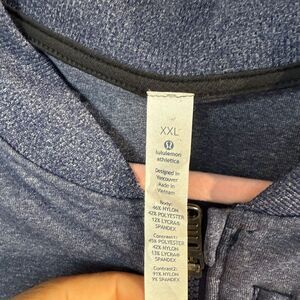 XXL
lululemon
athletica
Designed in
Vancouver
Made in
Vietnam
Body:
46% NYLON
42% POLYESTER
12% LYCRA®
SPANDEX
Contrast1:
45% POLYESTER
42% NYLON
13% LYCRA®
SPANDEX
Contrast2:
91% NYLON
9% SPANDEX